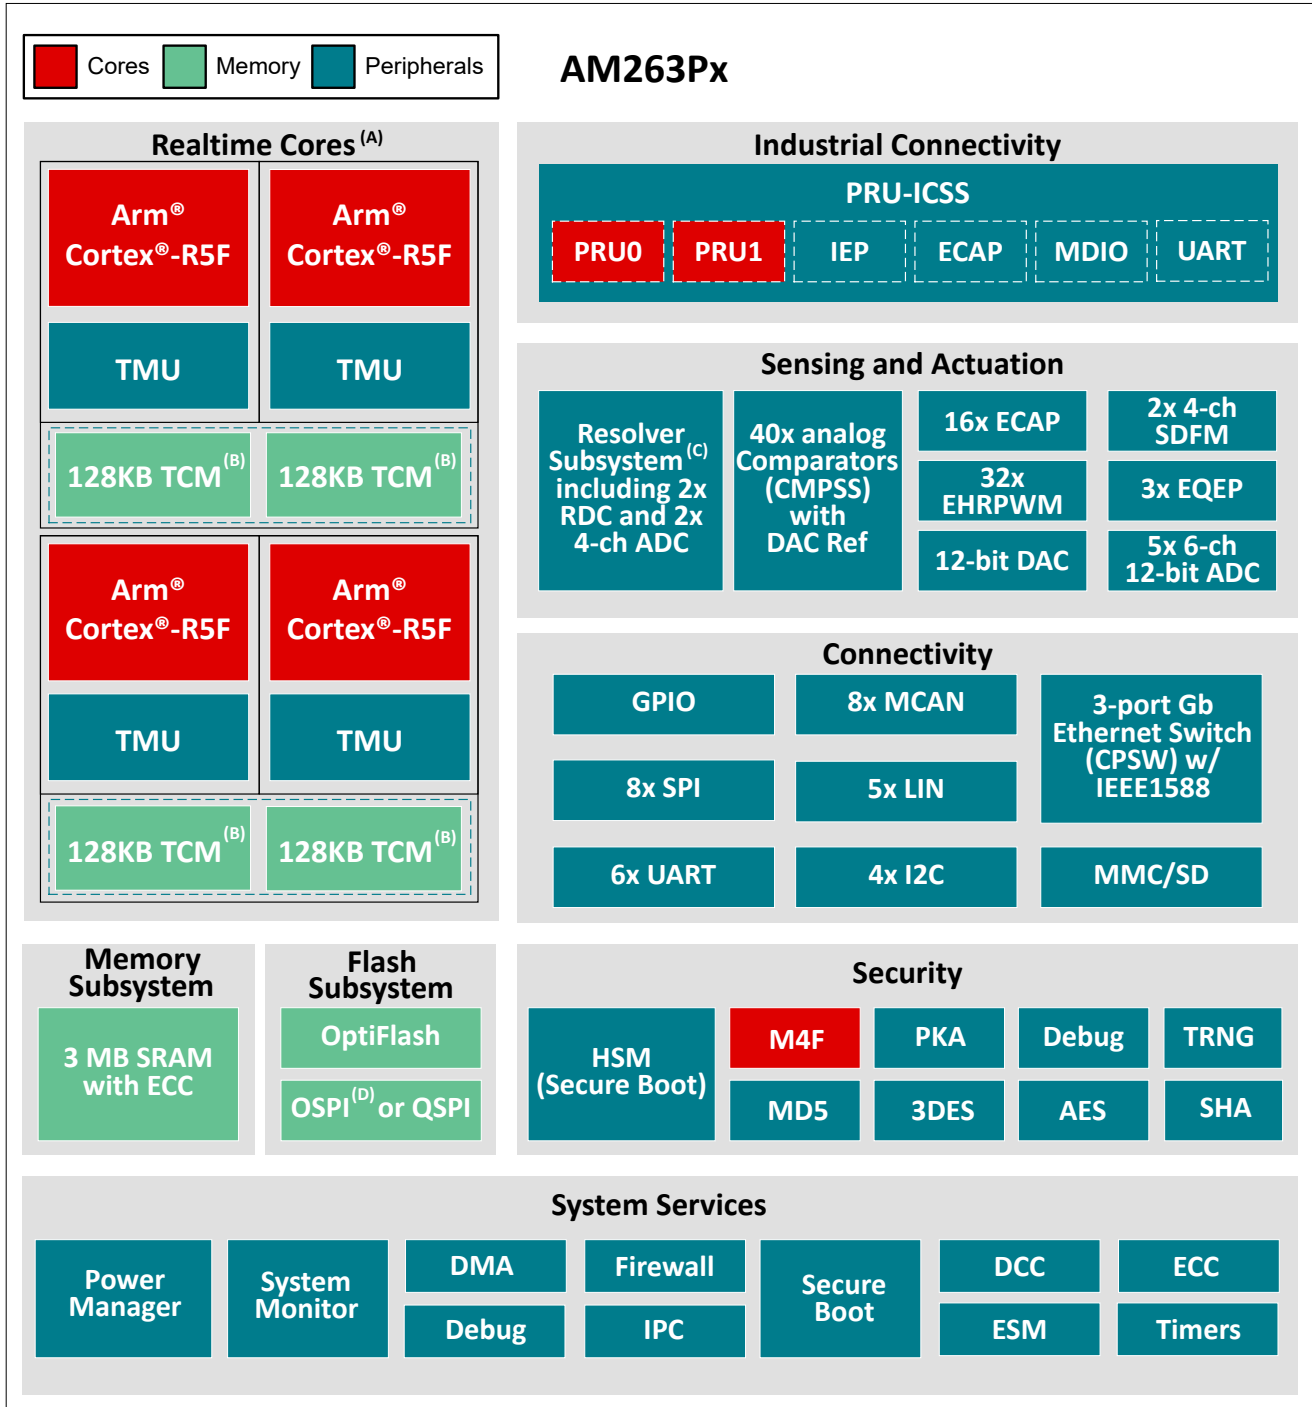 Cores
Memory
Peripherals
AM263Px
Realtime Cores (A)
Arm®
Cortex®-R5F
Arm®
Cortex®-R5F
TMU
TMU
128KB TCM(B)
128KB TCM(B)
Arm®
Cortex®-R5F
Arm®
Cortex®-R5F
TMU
TMU
128KB TCM(B)
128KB TCM(B)
Industrial Connectivity
PRU-ICSS
PRU0
PRU1
IEP
ECAP
MDIO
UART
Sensing and Actuation
Resolver
Subsystem(C)
including 2x
RDC and 2x
4-ch ADC
40x analog
Comparators
(CMPSS)
with
DAC Ref
16x ECAP
2x 4-ch
SDFM
32x
EHRPWM
3x EQEP
12-bit DAC
5x 6-ch
12-bit ADC
Connectivity
GPIO
8x MCAN
3-port Gb
Ethernet Switch
(CPSW) w/
IEEE1588
8x SPI
5x LIN
6x UART
4x I2C
MMC/SD
Memory
Subsystem
3 MB SRAM
with ECC
Flash
Subsystem
OptiFlash
OSPI(D) or QSPI
Security
HSM
(Secure Boot)
M4F
PKA
Debug
TRNG
MD5
3DES
AES
SHA
System Services
Power
Manager
System
Monitor
DMA
Firewall
Secure
Boot
DCC
ECC
Debug
IPC
ESM
Timers